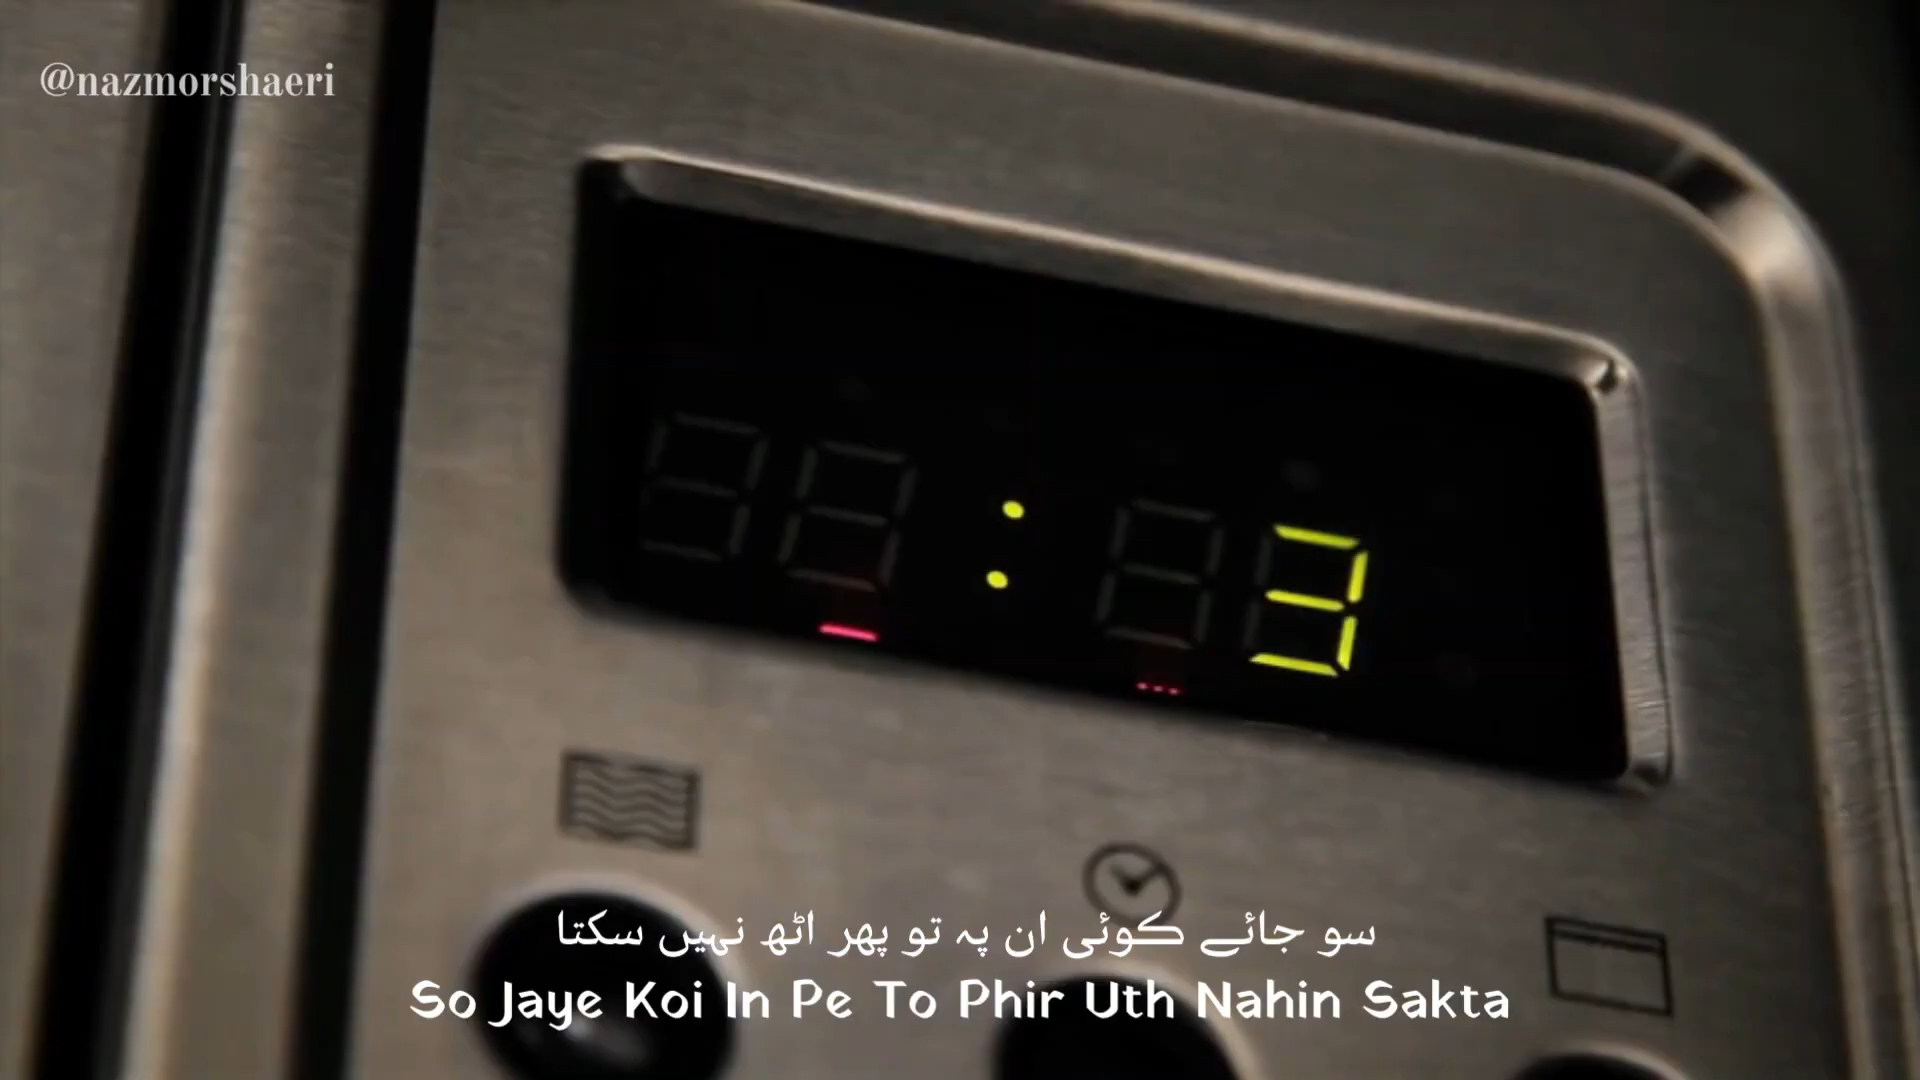 @nazmorshaeri
:3
سو جائے کوئی ان پہ تو پھر اٹھ نہیں سکتا
So Jaye Koi In Pe To Phir Uth Nahin Sakta